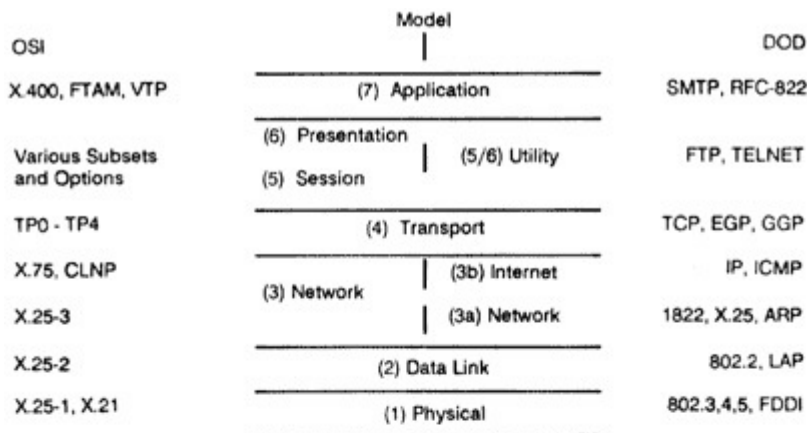 Model
OSI DOD
X.400, FTAM, VTP (7) Application SMTP, RFC-822
(6) Presentation
Various Subsets (5/6) Utility FTP, TELNET
and Options (5) Session
TP0 - TP4 (4) Transport TCP, EGP, GGP
X.75, CLNP (3b) Internet IP, ICMP
(3) Network
X.25-3 (3a) Network 1822, X.25, ARP
X.25-2 (2) Data Link 802.2, LAP
X.25-1, X.21 (1) Physical 802.3,4,5, FDDI